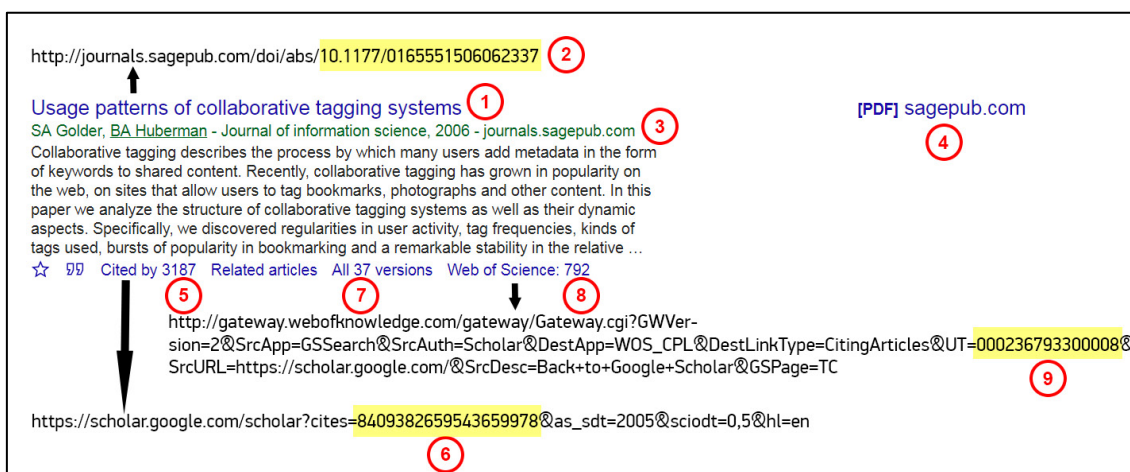 http://journals.sagepub.com/doi/abs/10.1177/0165551506062337 2
Usage patterns of collaborative tagging systems 1
[PDF] sagepub.com
4
SA Golder, BA Huberman - Journal of information science, 2006 - journals.sagepub.com 3
Collaborative tagging describes the process by which many users add metadata in the form
of keywords to shared content. Recently, collaborative tagging has grown in popularity on
the web, on sites that allow users to tag bookmarks, photographs and other content. In this
paper we analyze the structure of collaborative tagging systems as well as their dynamic
aspects. Specifically, we discovered regularities in user activity, tag frequencies, kinds of
tags used, bursts of popularity in bookmarking and a remarkable stability in the relative ...
Cited by 3187 Related articles All 37 versions Web of Science: 792
5 7 8
http://gateway.webofknowledge.com/gateway/Gateway.cgi?GWVer-
sion=2&SrcApp=GSSearch&SrcAuth=Scholar&DestApp=WOS_CPL&DestLinkType=CitingArticles&UT=000236793300008&
SrcURL=https://scholar.google.com/&SrcDesc=Back+to+Google+Scholar&GSPage=TC
9
https://scholar.google.com/scholar?cites=8409382659543659978&as_sdt=2005&sciodt=0,5&hl=en
6